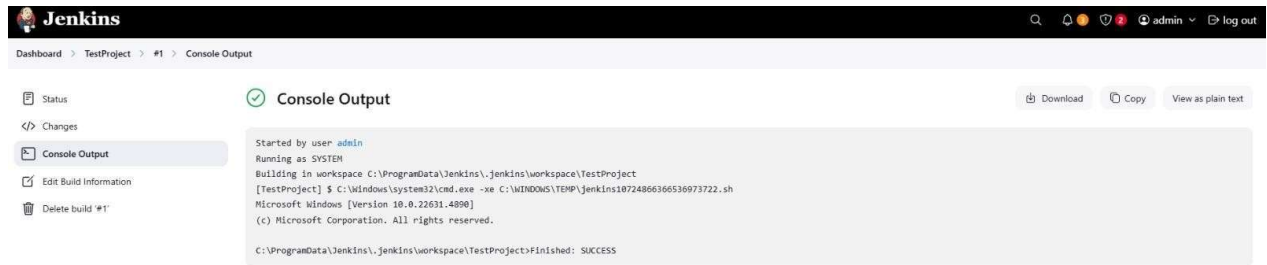 Jenkins
3
2
admin
log out
Dashboard > TestProject > #1 > Console Output
Status
Changes
Console Output
Edit Build Information
Delete build '#1'
Console Output
Download
Copy
View as plain text
Started by user admin
Running as SYSTEM
Building in workspace C:\ProgramData\Jenkins\.jenkins\workspace\TestProject
[TestProject] $ C:\Windows\system32\cmd.exe -xe C:\WINDOWS\TEMP\jenkins10724866366536973722.sh
Microsoft Windows [Version 10.0.22631.4890]
(c) Microsoft Corporation. All rights reserved.
C:\ProgramData\Jenkins\.jenkins\workspace\TestProject>Finished: SUCCESS